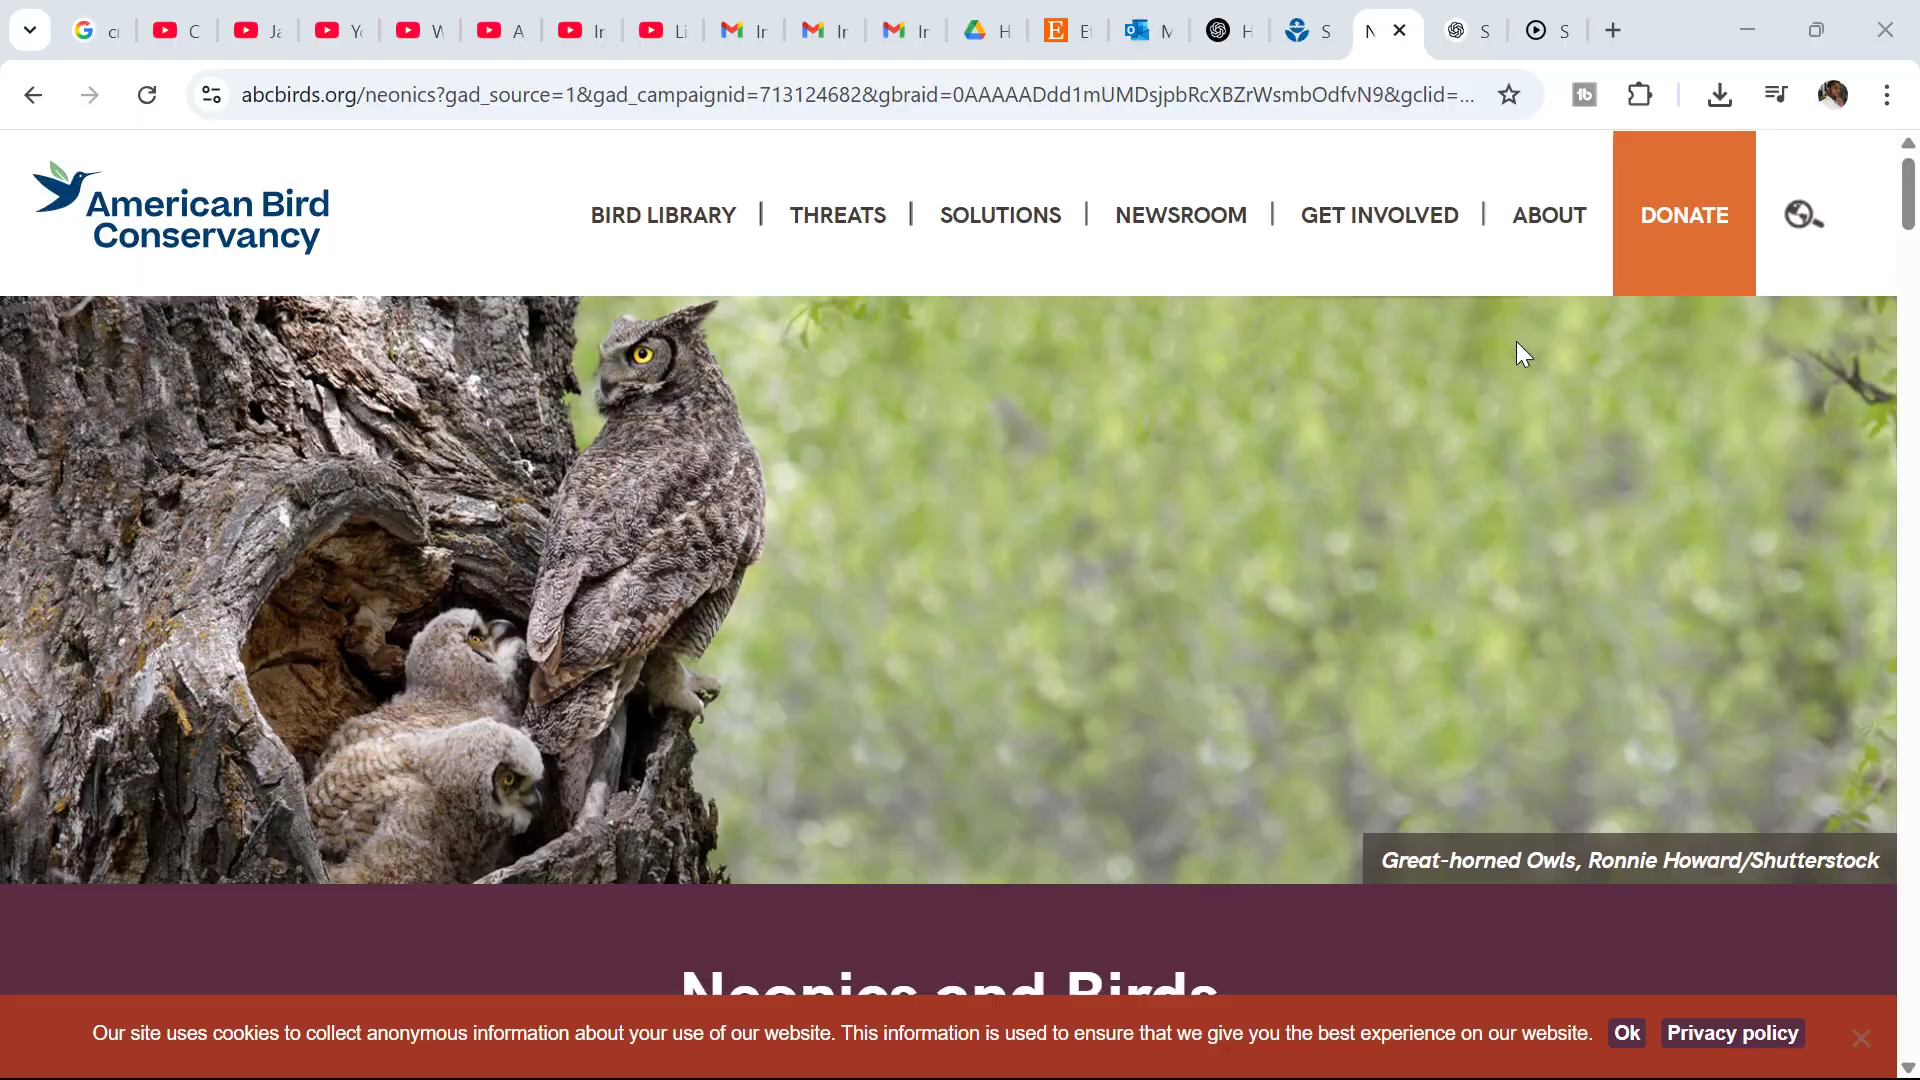 abcbirds.org/neonics?gad_source=1&gad_campaignid=713124682&gbraid=0AAAAADdd1mUMDsjpbRcXBZrWsmbOdfvN9&gclid=...
American Bird
Conservancy
BIRD LIBRARY
THREATS
SOLUTIONS
NEWSROOM
GET INVOLVED
ABOUT
DONATE
Great-horned Owls, Ronnie Howard/Shutterstock
Neonics and Birds
Our site uses cookies to collect anonymous information about your use of our website. This information is used to ensure that we give you the best experience on our website. Ok Privacy policy